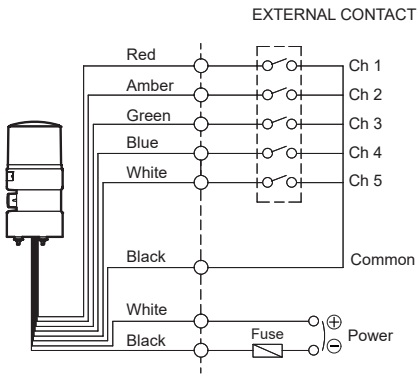 EXTERNAL CONTACT
Red
Ch 1
Amber
Ch 2
Green
Ch 3
Blue
Ch 4
White
Ch 5
Black
Common
White
Black
Fuse
⊕
⊖
Power